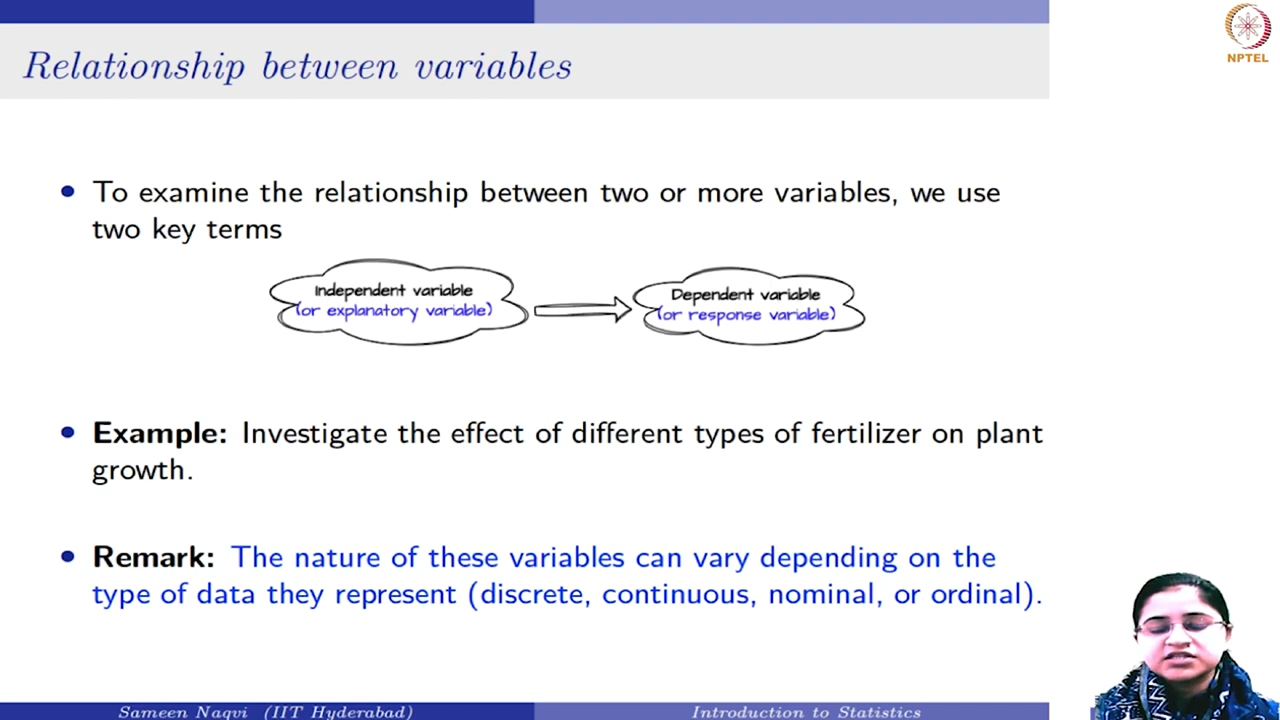 Relationship between variables
NPTEL
• To examine the relationship between two or more variables, we use
two key terms
Independent variable
(or explanatory variable)
Dependent variable
(or response variable)
• Example: Investigate the effect of different types of fertilizer on plant
growth.
• Remark: The nature of these variables can vary depending on the
type of data they represent (discrete, continuous, nominal, or ordinal).
Sameen Naqvi (IIT Hyderabad)
Introduction to Statistics